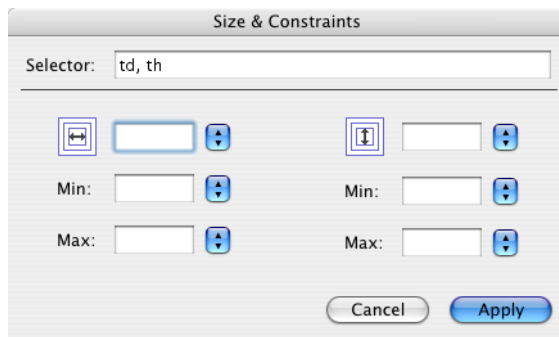 Size & Constraints
Selector: td, th
Min: Min:
Max: Max:
Cancel Apply